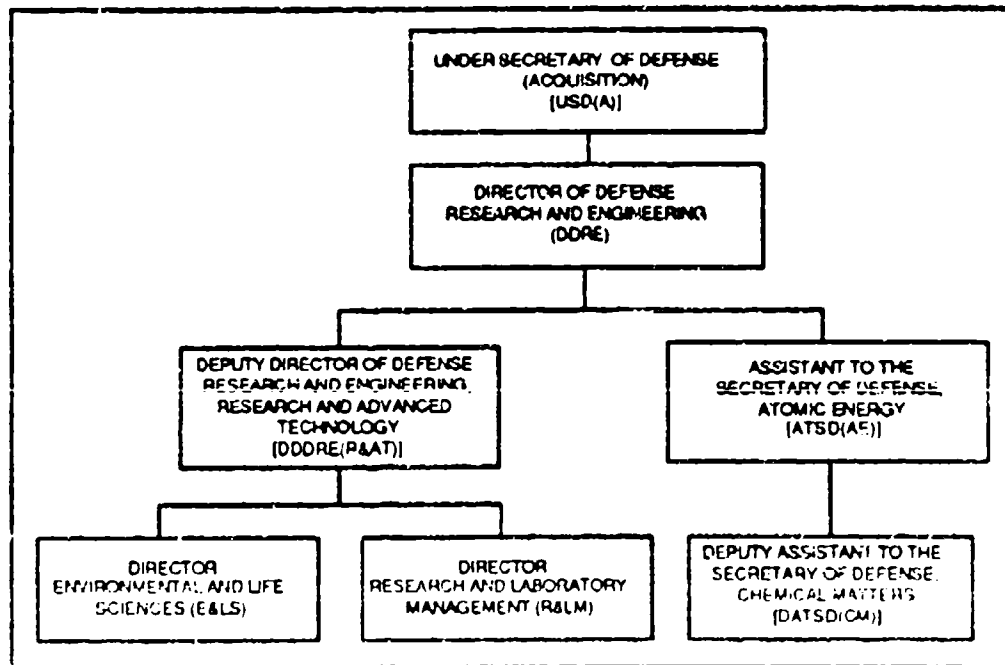 UNDER SECRETARY OF DEFENSE
(ACQUISITION)
[USD(A)]
DIRECTOR OF DEFENSE
RESEARCH AND ENGINEERING
(DDRE)
DEPUTY DIRECTOR OF DEFENSE
RESEARCH AND ENGINEERING,
RESEARCH AND ADVANCED
TECHNOLOGY
[DDDRE(R&AT)]
ASSISTANT TO THE
SECRETARY OF DEFENSE,
ATOMIC ENERGY
[ATSD(AE)]
DIRECTOR
ENVIRONMENTAL AND LIFE
SCIENCES (E&LS)
DIRECTOR
RESEARCH AND LABORATORY
MANAGEMENT (R&LM)
DEPUTY ASSISTANT TO THE
SECRETARY OF DEFENSE,
CHEMICAL MATTERS
[DATSD(CM)]